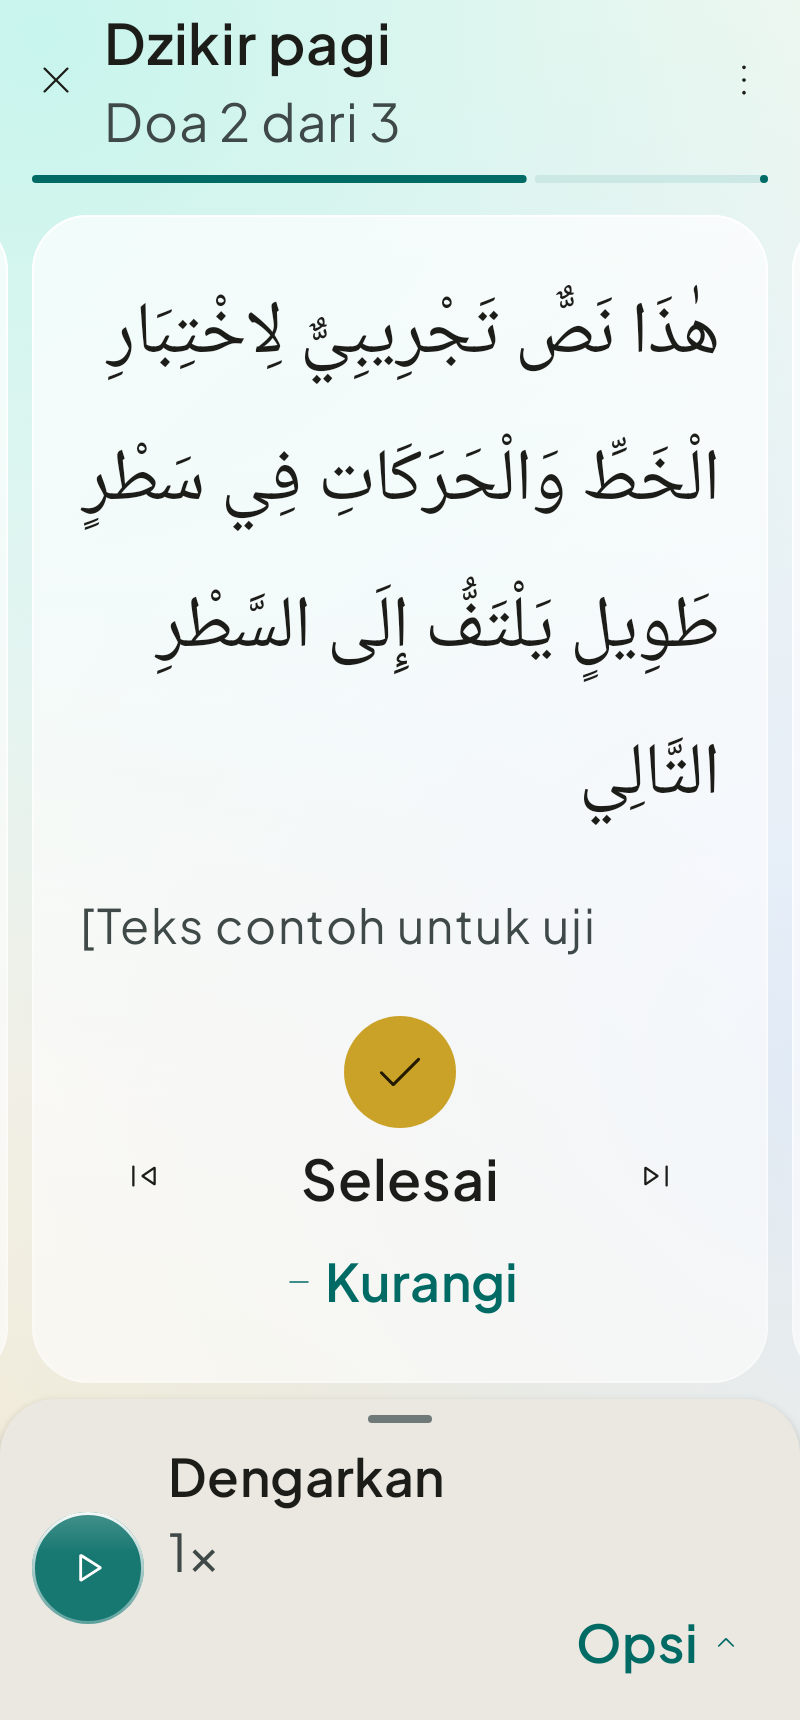 Dzikir pagi
Doa 2 dari 3
هٰذَا نَصٌّ تَجْرِيبِيٌّ لِاخْتِبَارِ
الْخَطِّ وَالْحَرَكَاتِ فِي سَطْرٍ
طَوِيلٍ يَلْتَفُّ إِلَى السَّطْرِ
التَّالِي
[Teks contoh untuk uji
Selesai
− Kurangi
Dengarkan
1×
Opsi